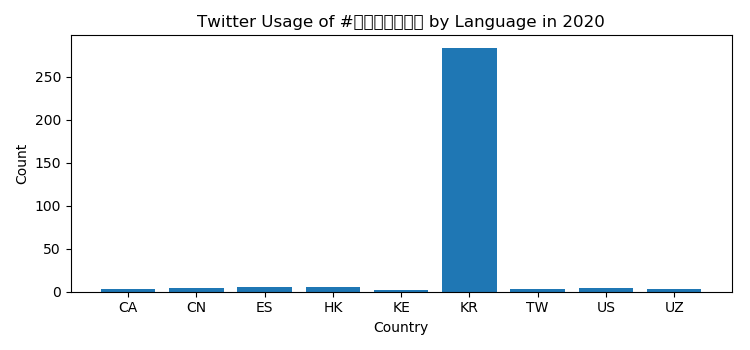 Twitter Usage of #▯▯▯▯▯▯▯ by Language in 2020
Count
250
200
150
100
50
0
CA CN ES HK KE KR TW US UZ
Country